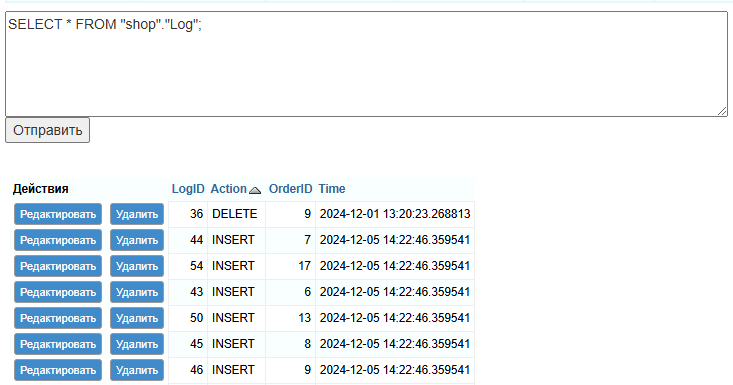 SELECT * FROM "shop"."Log";
Отправить
Действия LogID Action OrderID Time
Редактировать Удалить 36 DELETE 9 2024-12-01 13:20:23.268813
Редактировать Удалить 44 INSERT 7 2024-12-05 14:22:46.359541
Редактировать Удалить 54 INSERT 17 2024-12-05 14:22:46.359541
Редактировать Удалить 43 INSERT 6 2024-12-05 14:22:46.359541
Редактировать Удалить 50 INSERT 13 2024-12-05 14:22:46.359541
Редактировать Удалить 45 INSERT 8 2024-12-05 14:22:46.359541
Редактировать Удалить 46 INSERT 9 2024-12-05 14:22:46.359541